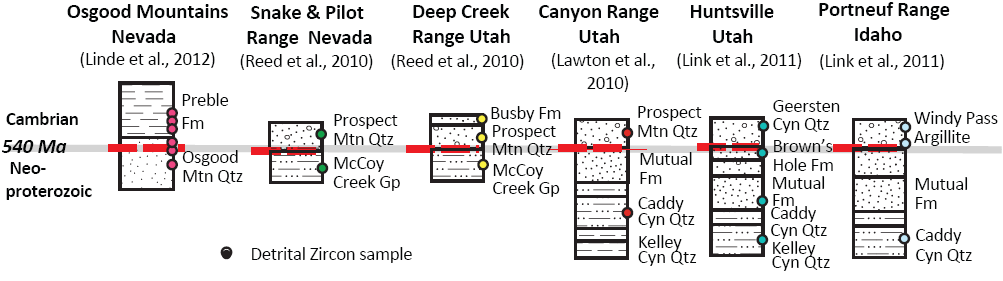 Osgood Mountains
Nevada
(Linde et al., 2012)
Snake & Pilot
Range Nevada
(Reed et al., 2010)
Deep Creek
Range Utah
(Reed et al., 2010)
Canyon Range
Utah
(Lawton et al.,
2010)
Huntsville
Utah
(Link et al., 2011)
Portneuf Range
Idaho
(Link et al., 2011)
Cambrian
540 Ma
Neo-
proterozoic
Preble
Fm
Osgood
Mtn Qtz
Prospect
Mtn Qtz
McCoy
Creek Gp
Busby Fm
Prospect
Mtn Qtz
McCoy
Creek Gp
Prospect
Mtn Qtz
Mutual
Fm
Caddy
Cyn Qtz
Kelley
Cyn Qtz
Geersten
Cyn Qtz
Brown's
Hole Fm
Mutual
Fm
Caddy
Cyn Qtz
Kelley
Cyn Qtz
Windy Pass
Argillite
Mutual
Fm
Caddy
Cyn Qtz
Detrital Zircon sample